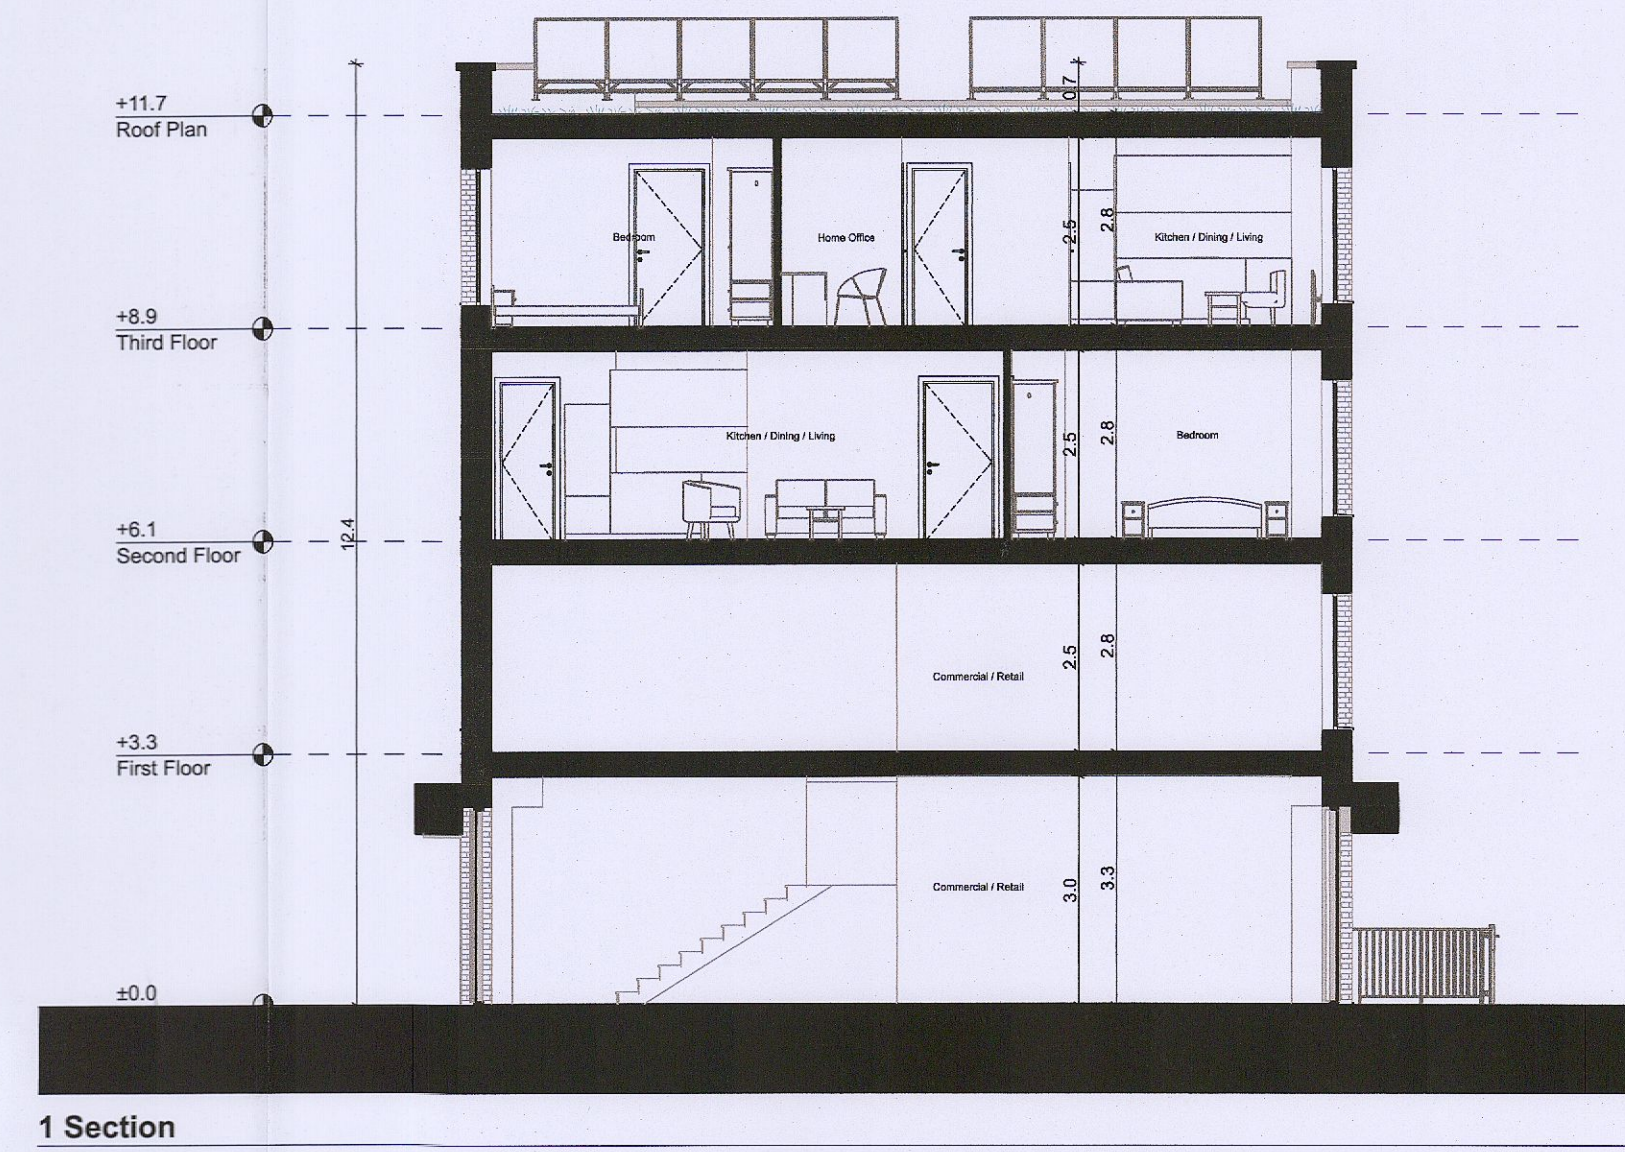 0.7
+11.7
Roof Plan
Bedroom
Home Office
2.5
2.8
Kitchen / Dining / Living
+8.9
Third Floor
Kitchen / Dining / Living
2.5
2.8
Bedroom
12.4
+6.1
Second Floor
2.5
2.8
Commercial / Retail
+3.3
First Floor
Commercial / Retail
3.0
3.3
±0.0
1 Section